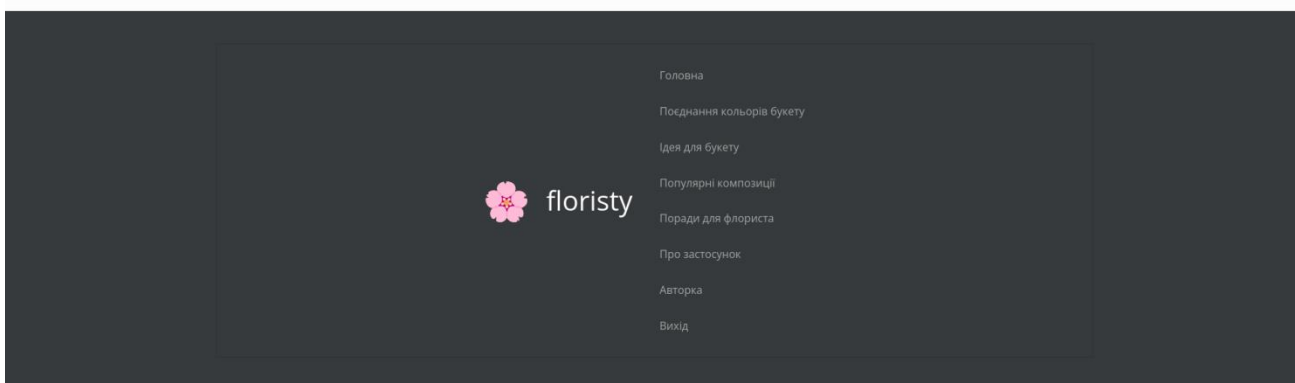 floristy
Головна
Поєднання кольорів букету
Ідея для букету
Популярні композиції
Поради для флориста
Про застосунок
Авторка
Вихід